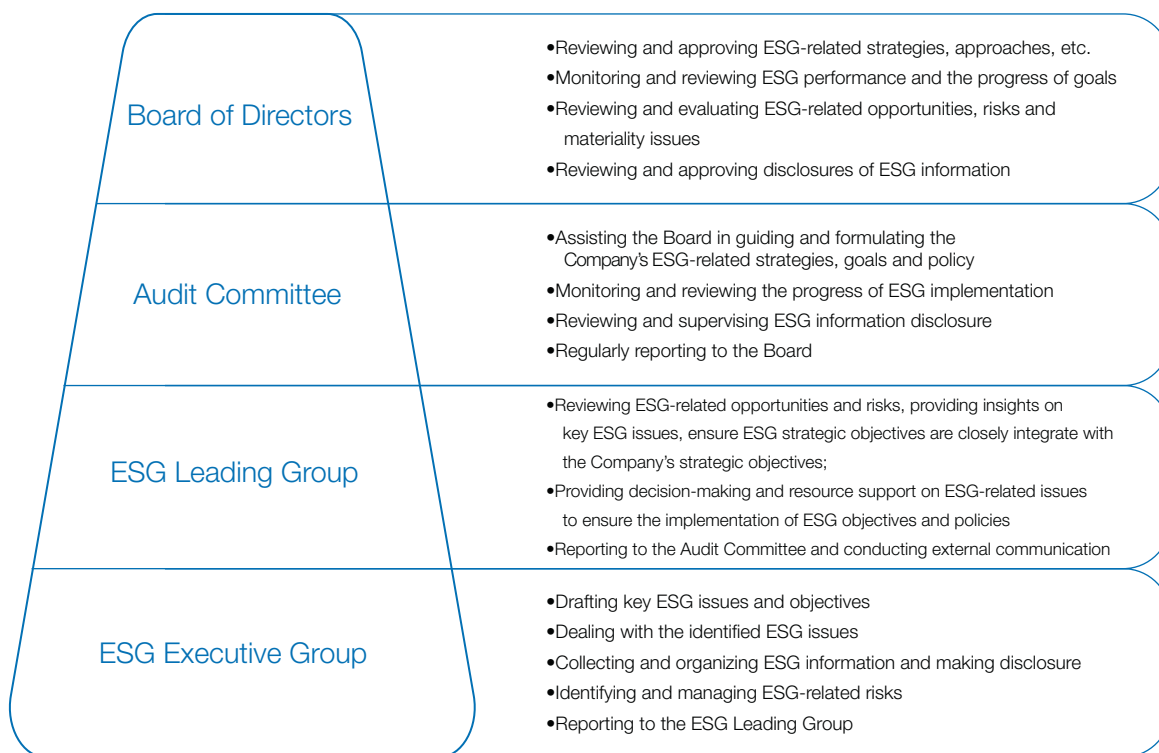 Board of Directors
•Reviewing and approving ESG-related strategies, approaches, etc.
•Monitoring and reviewing ESG performance and the progress of goals
•Reviewing and evaluating ESG-related opportunities, risks and
materiality issues
•Reviewing and approving disclosures of ESG information
Audit Committee
•Assisting the Board in guiding and formulating the
Company's ESG-related strategies, goals and policy
•Monitoring and reviewing the progress of ESG implementation
•Reviewing and supervising ESG information disclosure
•Regularly reporting to the Board
ESG Leading Group
•Reviewing ESG-related opportunities and risks, providing insights on
key ESG issues, ensure ESG strategic objectives are closely integrate with
the Company's strategic objectives;
•Providing decision-making and resource support on ESG-related issues
to ensure the implementation of ESG objectives and policies
•Reporting to the Audit Committee and conducting external communication
ESG Executive Group
•Drafting key ESG issues and objectives
•Dealing with the identified ESG issues
•Collecting and organizing ESG information and making disclosure
•Identifying and managing ESG-related risks
•Reporting to the ESG Leading Group